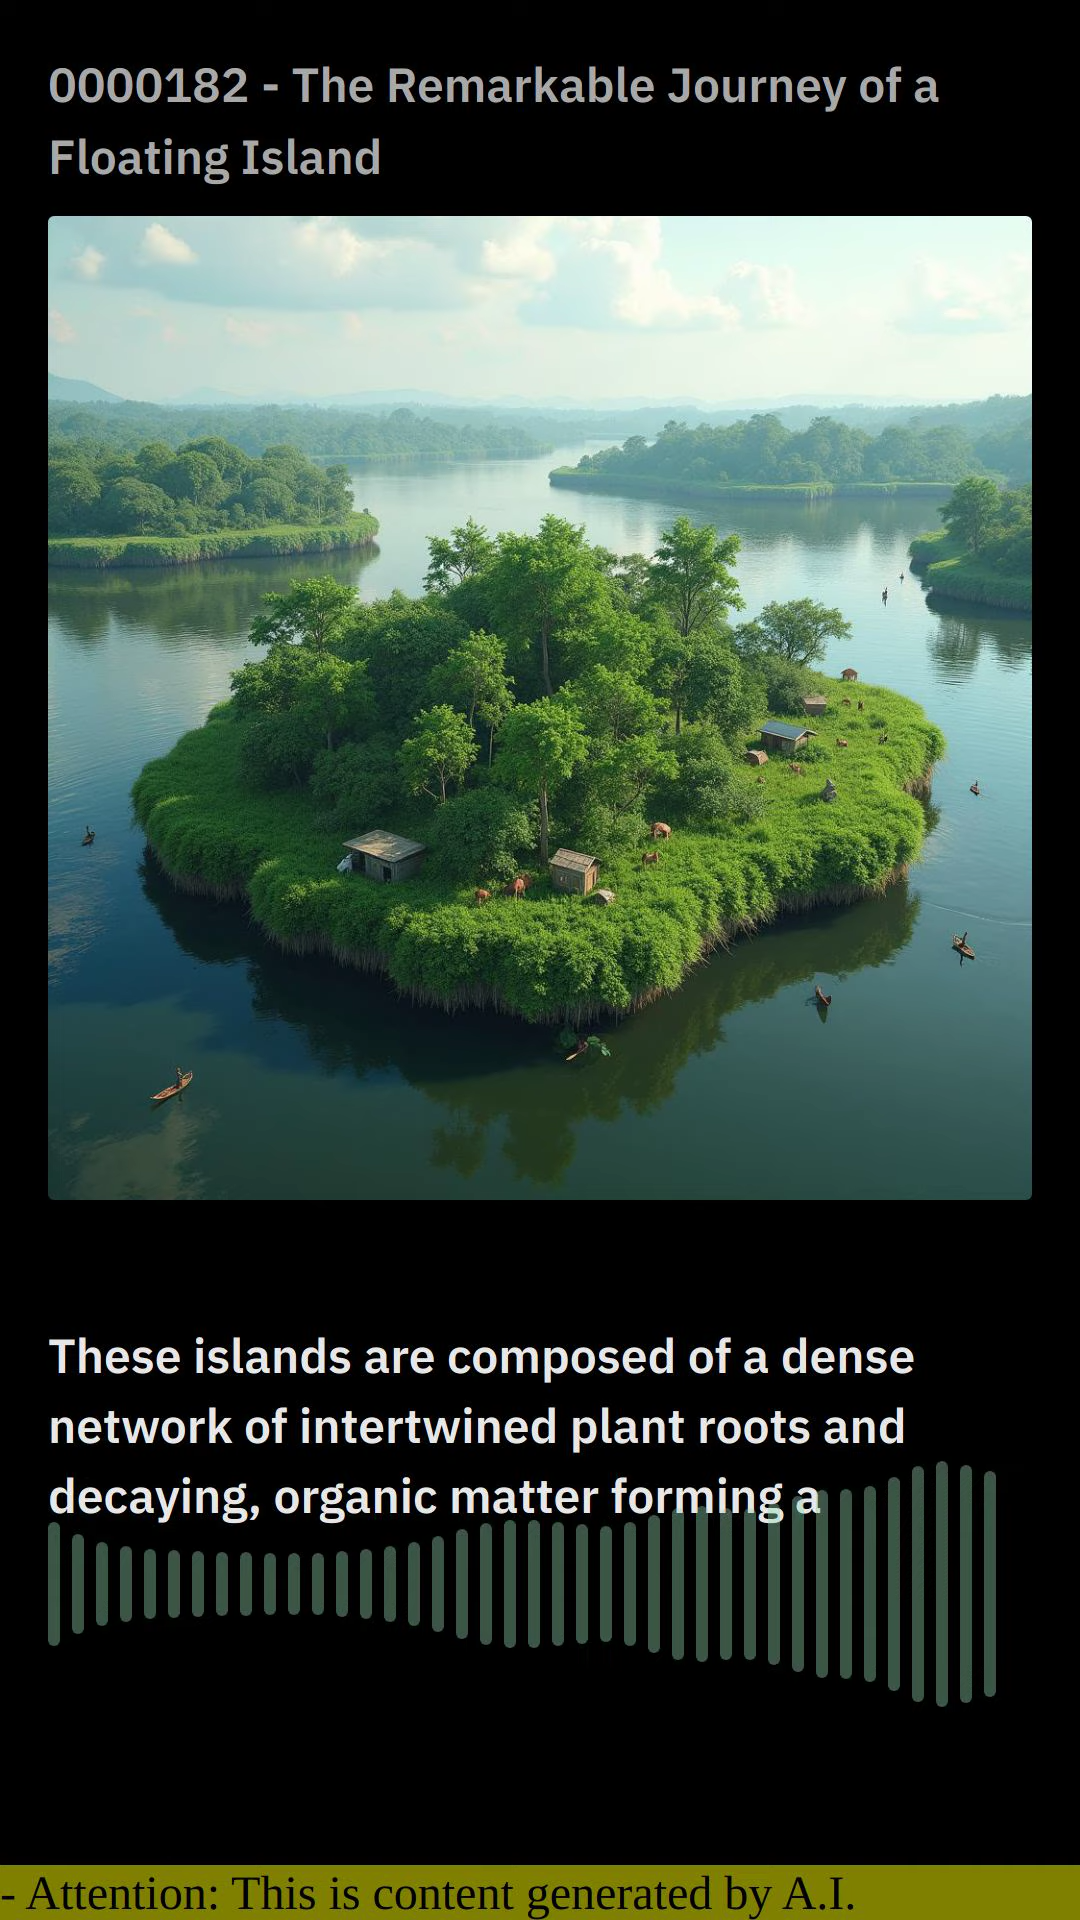 0000182 - The Remarkable Journey of a
Floating Island
These islands are composed of a dense
network of intertwined plant roots and
decaying, organic matter forming a
- Attention: This is content generated by A.I.